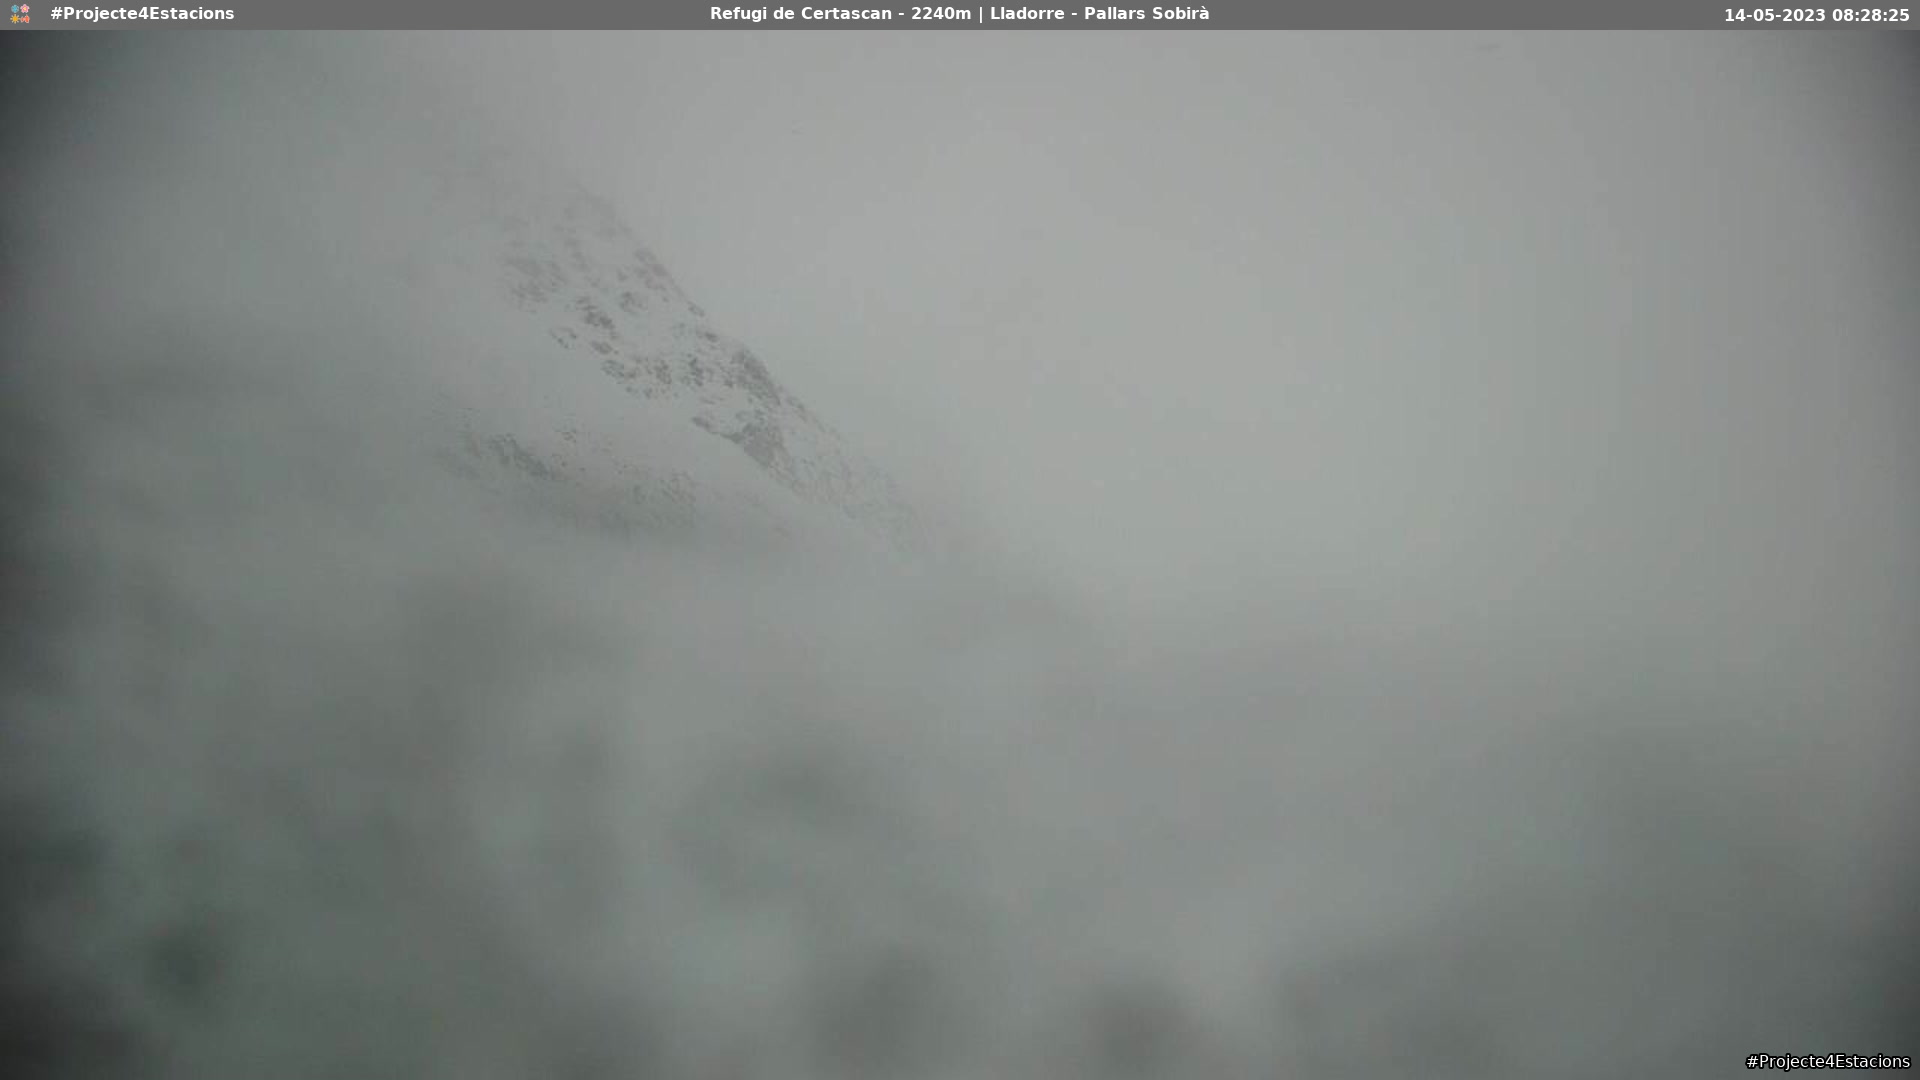 #Projecte4Estacions
Refugi de Certascan - 2240m | Lladorre - Pallars Sobirà
14-05-2023 08:28:25
#Projecte4Estacions